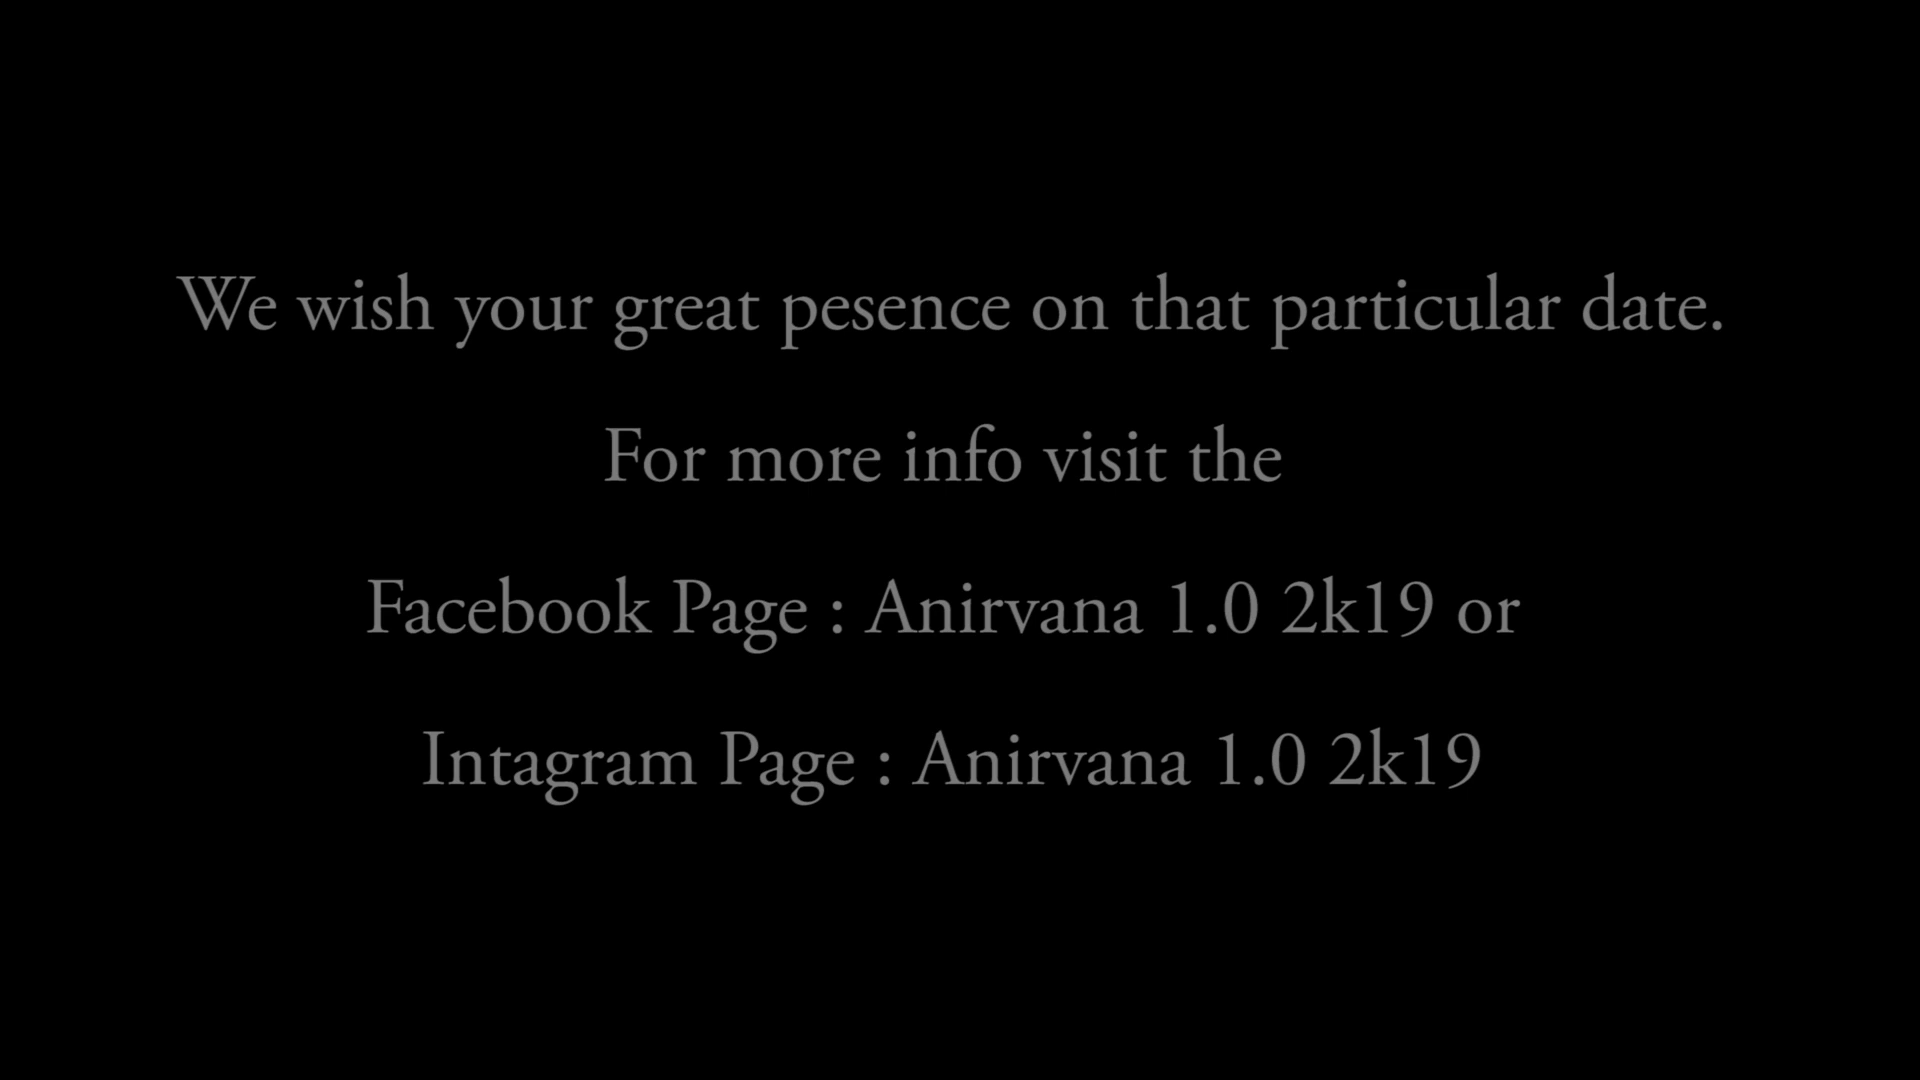 We wish your great pesence on that particular date.
For more info visit the
Facebook Page : Anirvana 1.0 2k19 or
Intagram Page : Anirvana 1.0 2k19